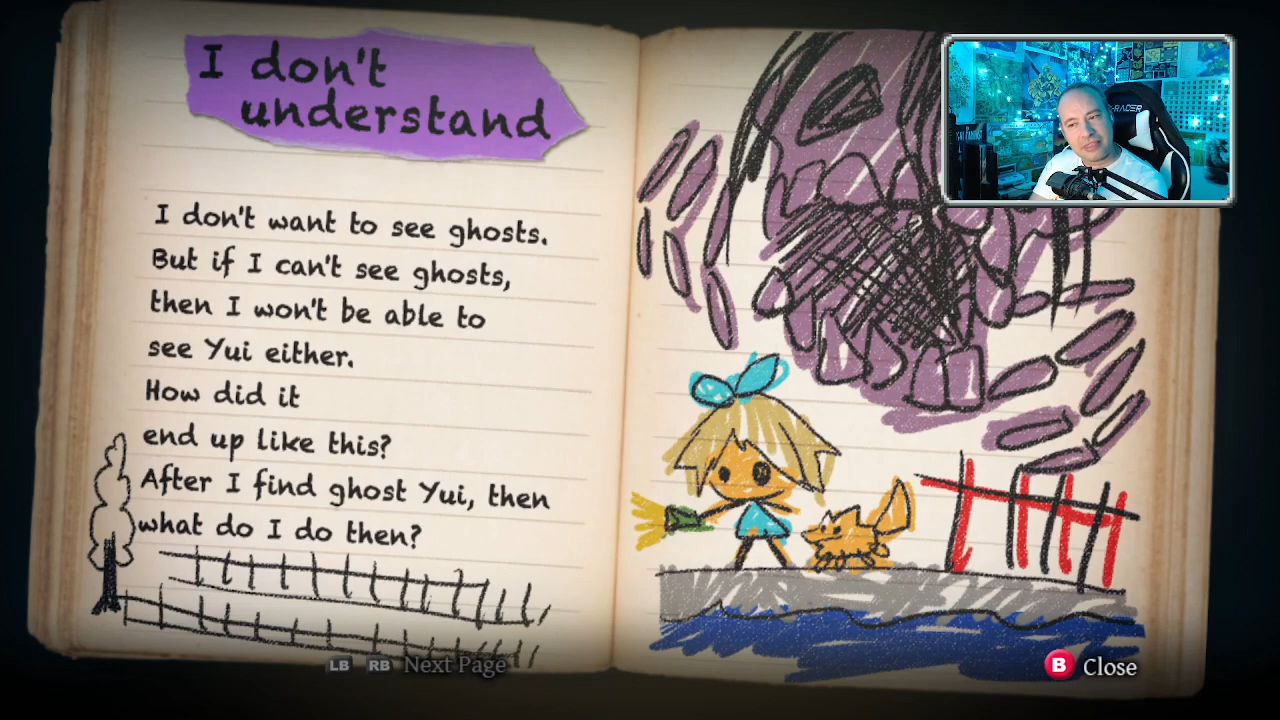 I don't
understand
I don't want to see ghosts.
But if I can't see ghosts,
then I won't be able to
see Yui either.
How did it
end up like this?
After I find ghost Yui, then
what do I do then?
LB RB Next Page
B Close